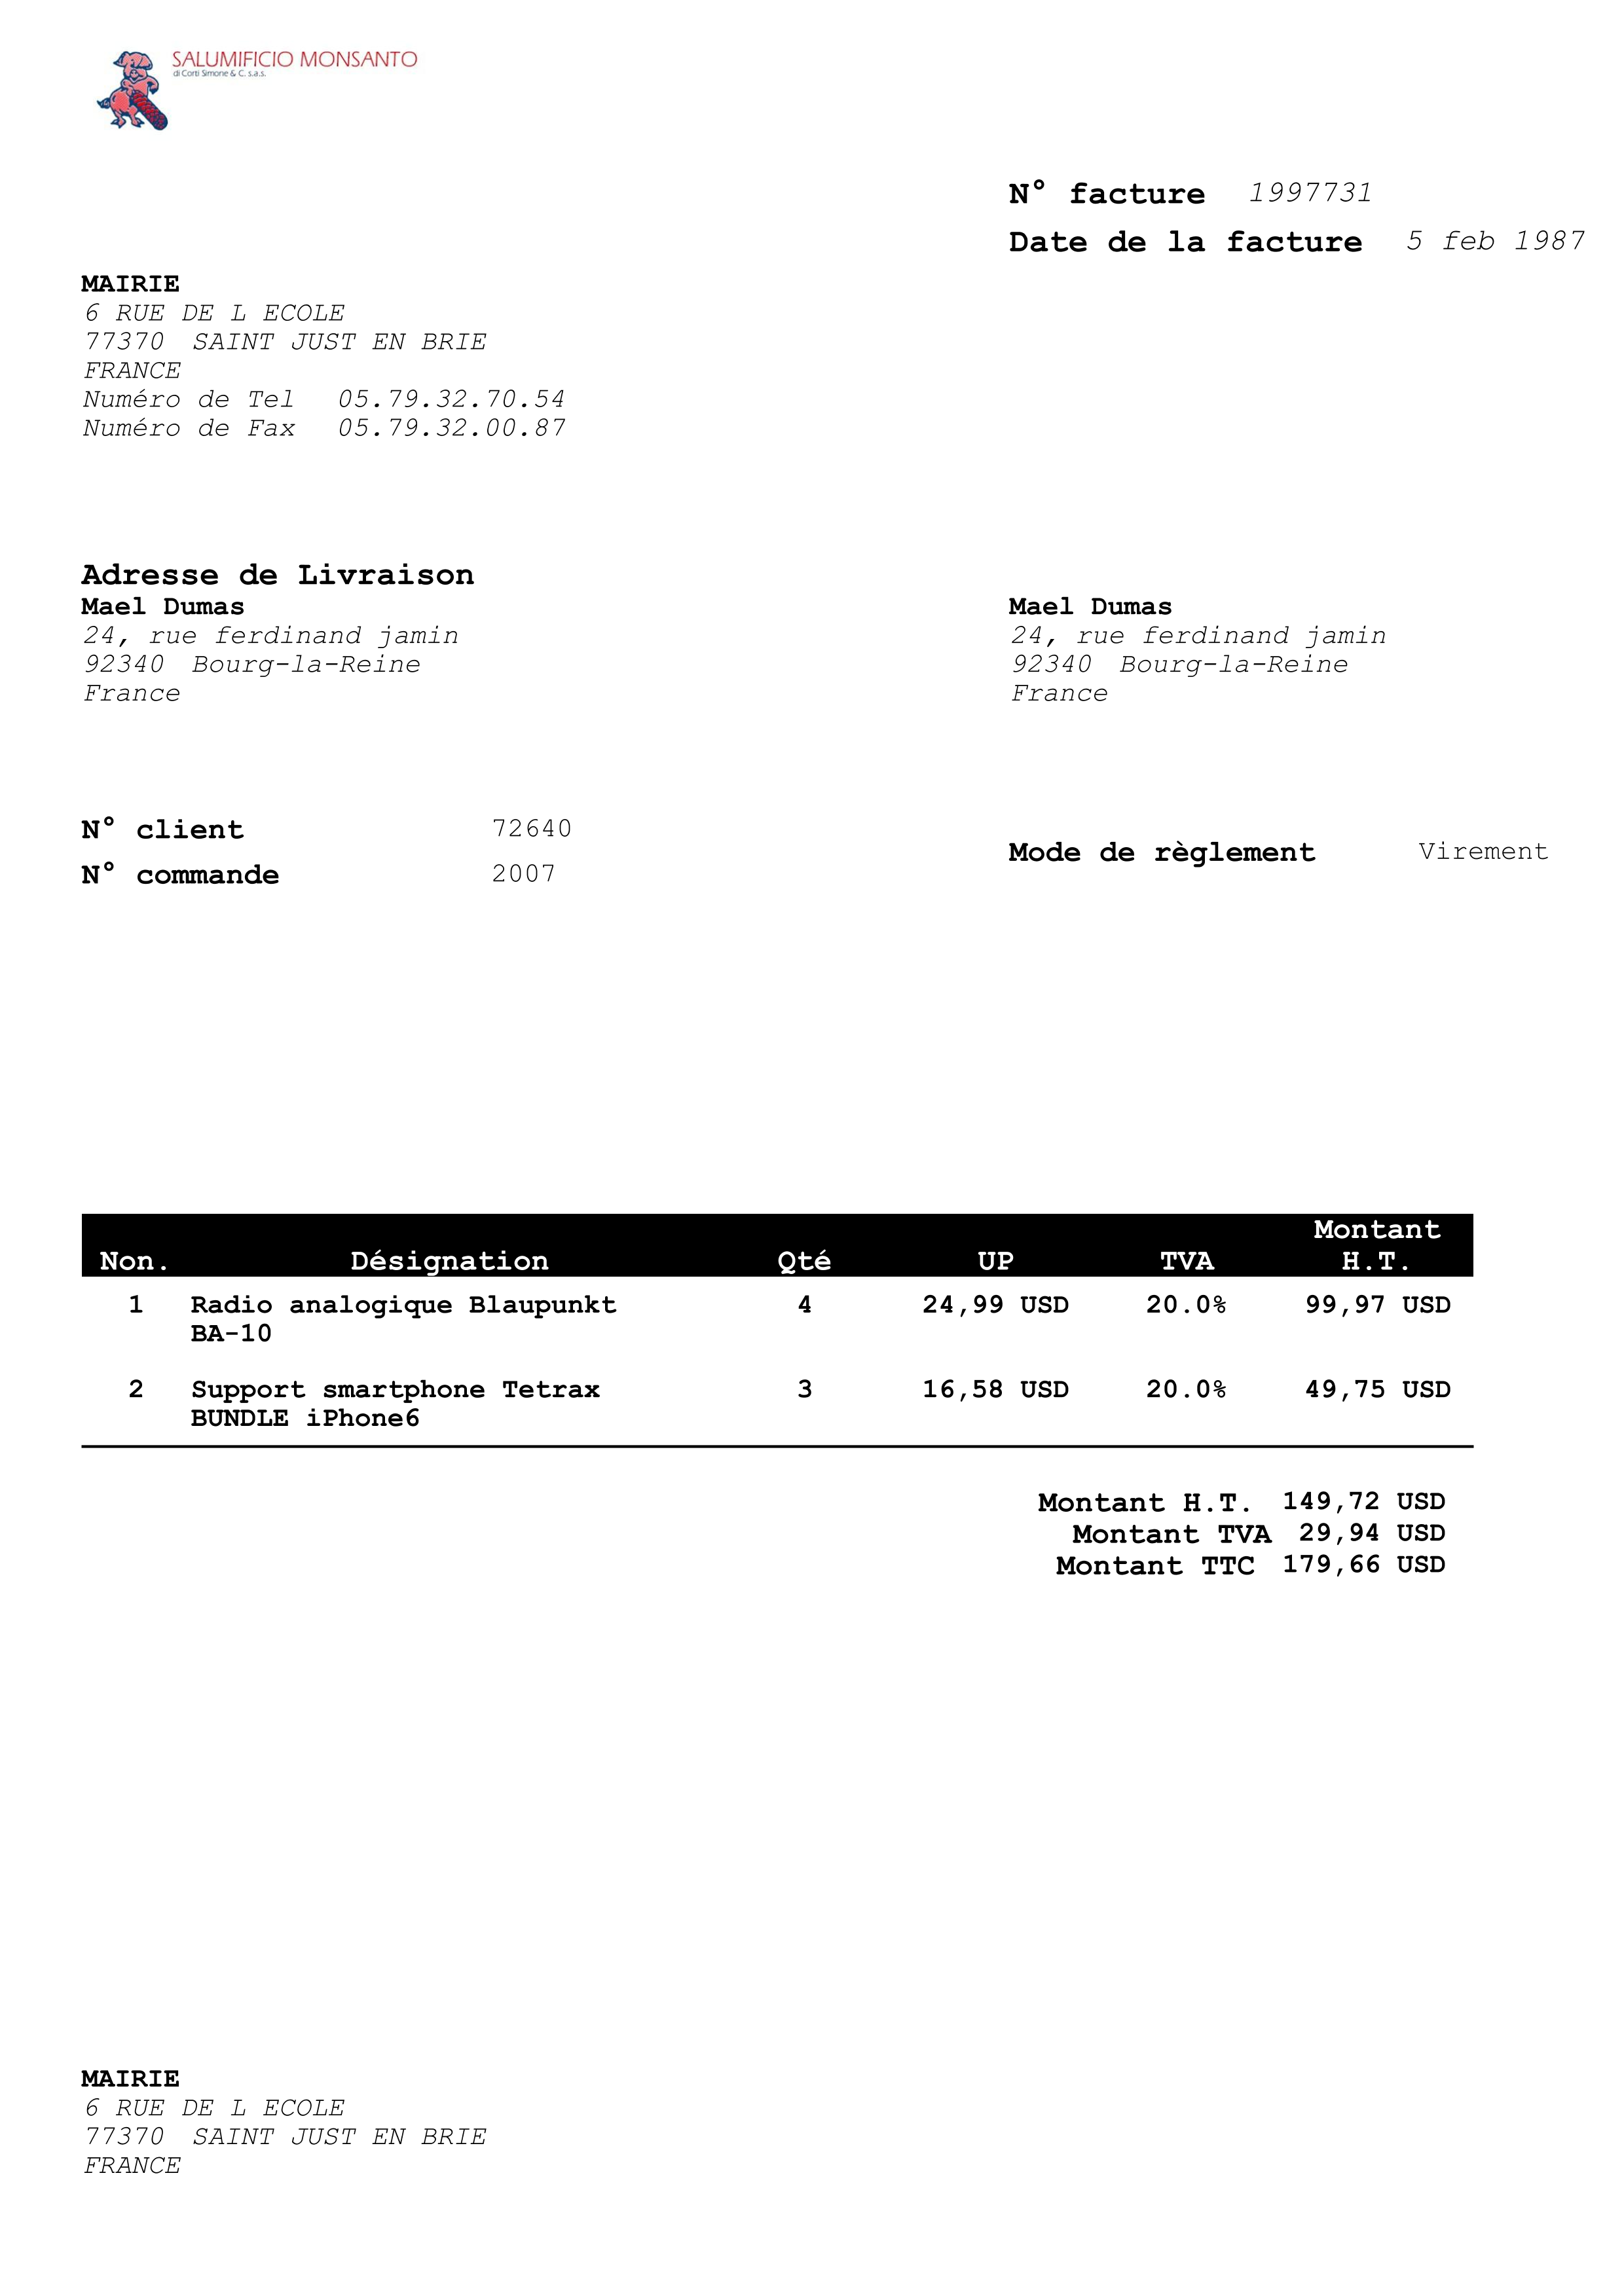 SALUMIFICIO MONSANTO
di Corti Simone & C. s.a.s.
N° facture 1997731
Date de la facture 5 feb 1987
MAIRIE
6 RUE DE L ECOLE
77370 SAINT JUST EN BRIE
FRANCE
Numéro de Tel 05.79.32.70.54
Numéro de Fax 05.79.32.00.87
Adresse de Livraison
Mael Dumas
24, rue ferdinand jamin
92340 Bourg-la-Reine
France
Mael Dumas
24, rue ferdinand jamin
92340 Bourg-la-Reine
France
N° client 72640
N° commande 2007
Mode de règlement Virement
Non. Désignation Qté UP TVA Montant H.T.
1 Radio analogique Blaupunkt 4 24,99 USD 20.0% 99,97 USD
BA-10
2 Support smartphone Tetrax 3 16,58 USD 20.0% 49,75 USD
BUNDLE iPhone6
Montant H.T. 149,72 USD
Montant TVA 29,94 USD
Montant TTC 179,66 USD
MAIRIE
6 RUE DE L ECOLE
77370 SAINT JUST EN BRIE
FRANCE